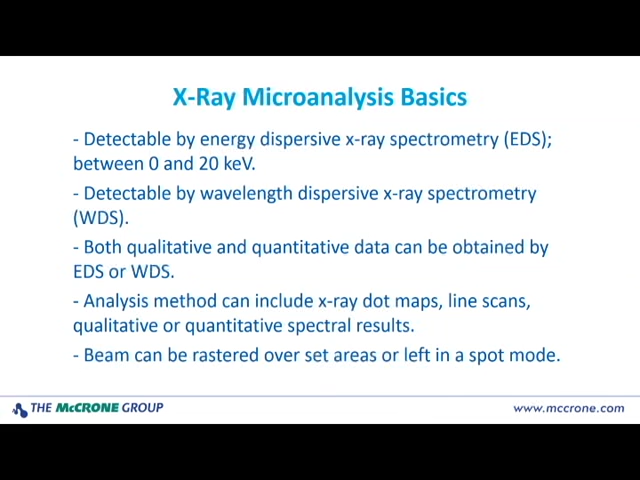 X-Ray Microanalysis Basics
- Detectable by energy dispersive x-ray spectrometry (EDS);
between 0 and 20 keV.
- Detectable by wavelength dispersive x-ray spectrometry
(WDS).
- Both qualitative and quantitative data can be obtained by
EDS or WDS.
- Analysis method can include x-ray dot maps, line scans,
qualitative or quantitative spectral results.
- Beam can be rastered over set areas or left in a spot mode.
THE McCRONE GROUP
www.mccrone.com